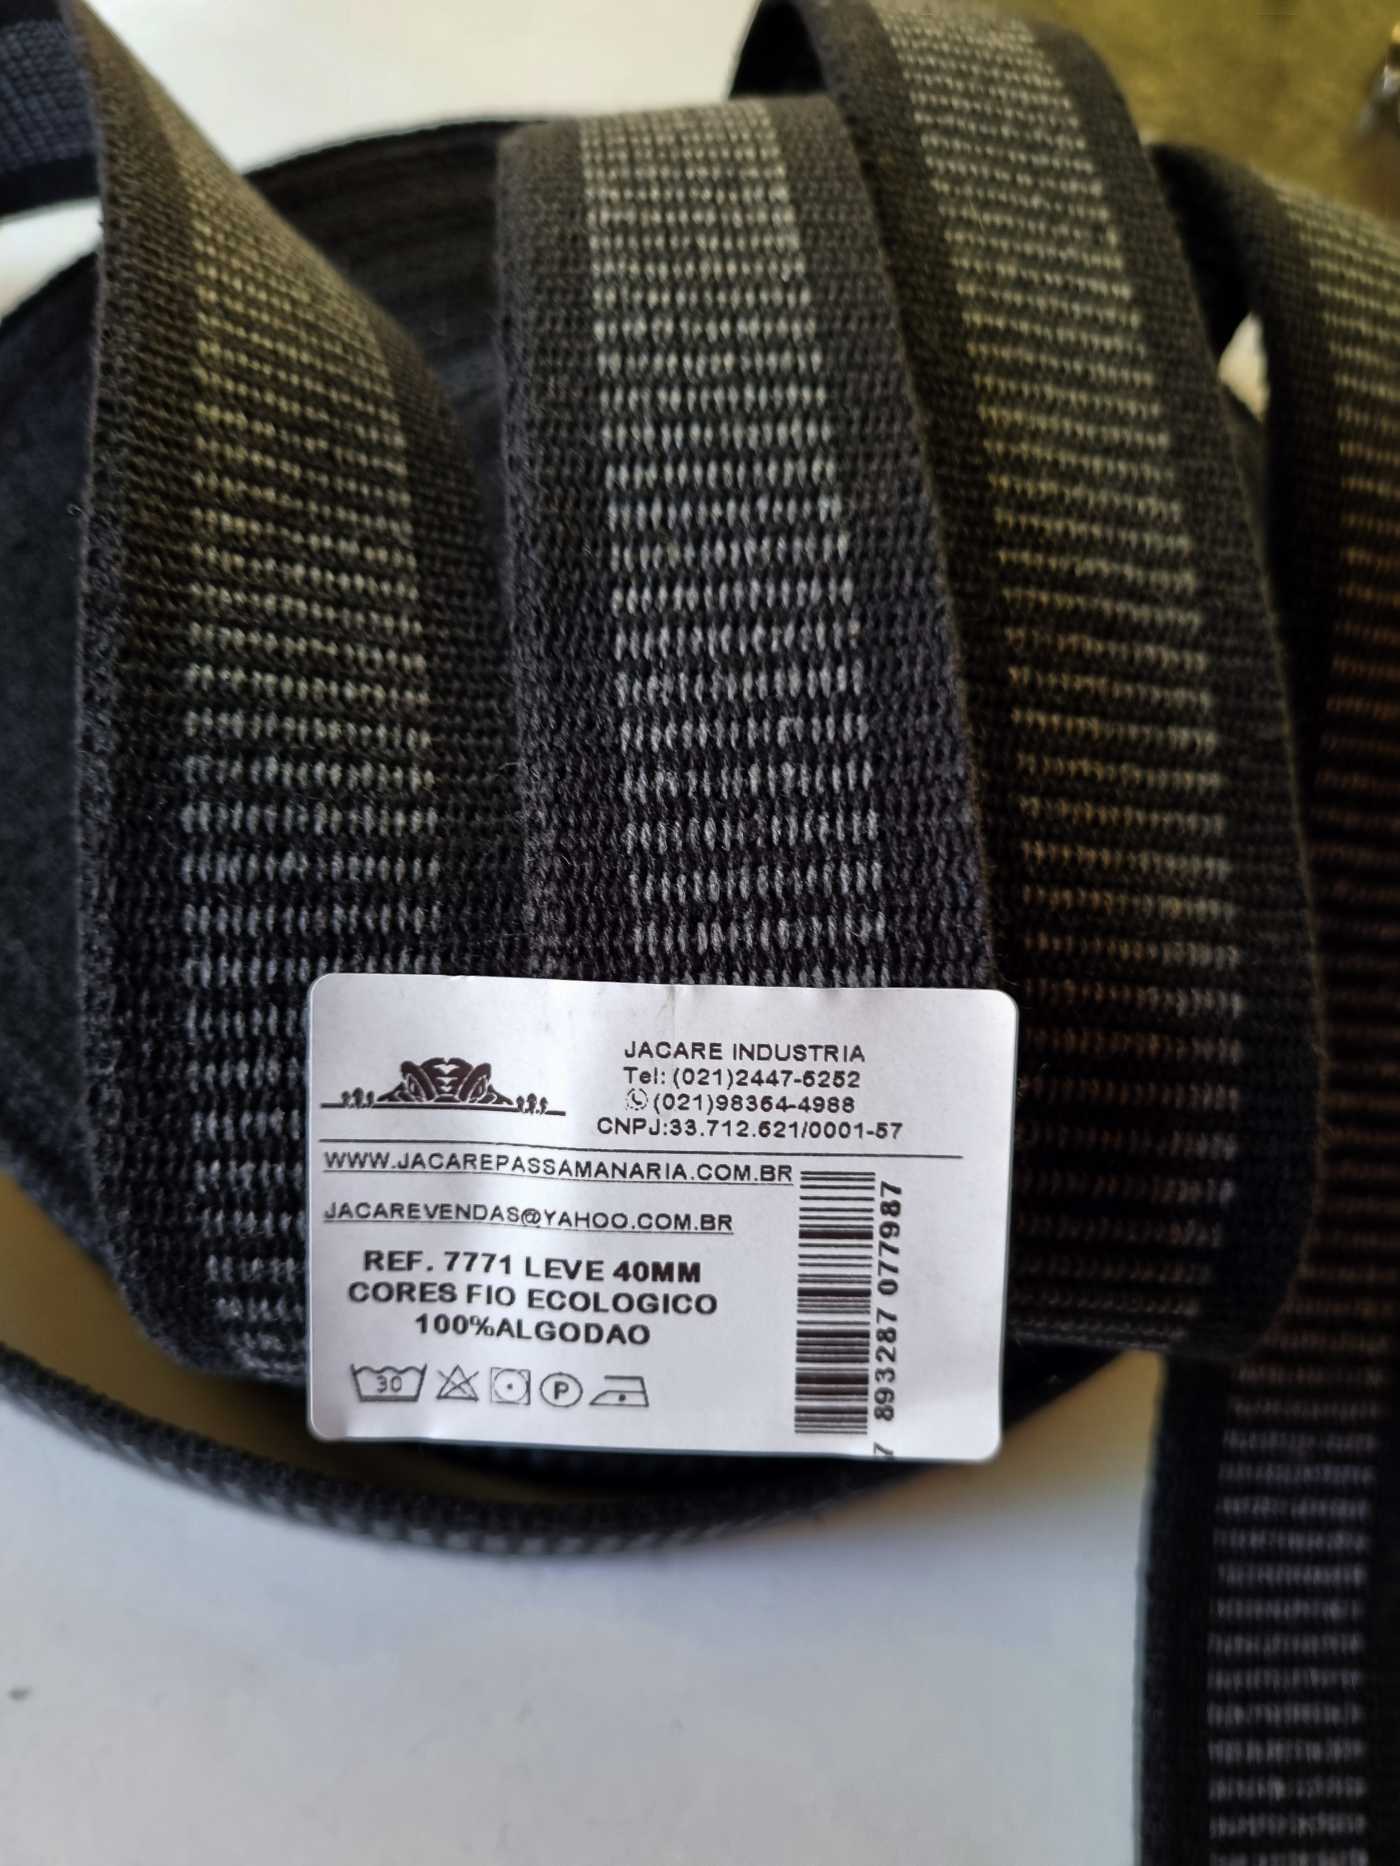 JACARE INDUSTRIA
Tel: (021)2447-5252
(021)98364-4988
CNPJ:33.712.621/0001-57
WWW.JACAREPASSAMANARIA.COM.BR
JACAREVENDAS@YAHOO.COM.BR
REF. 7771 LEVE 40MM
CORES FIO ECOLOGICO
100%ALGODAO
30
P
7 893287 077987